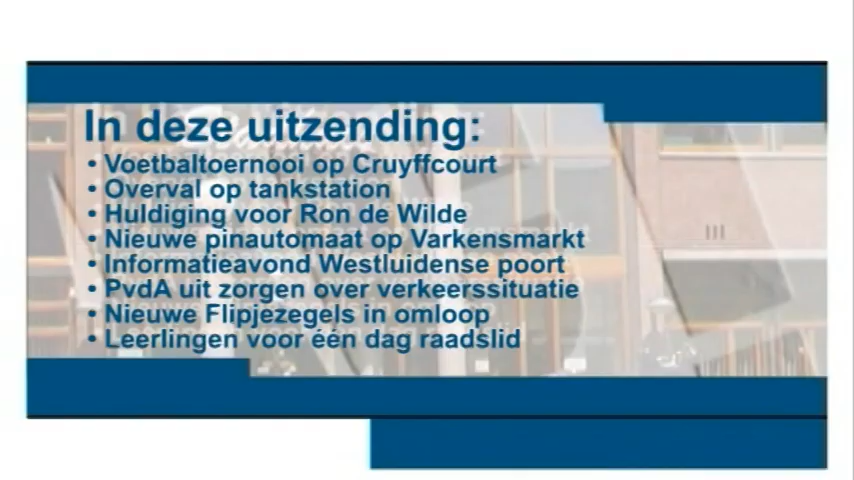 In deze uitzending:
• Voetbaltoernooi op Cruyffcourt
• Overval op tankstation
• Huldiging voor Ron de Wilde
• Nieuwe pinautomaat op Varkensmarkt
• Informatieavond Westluidense poort
• PvdA uit zorgen over verkeerssituatie
• Nieuwe Flipjezegels in omloop
• Leerlingen voor één dag raadslid